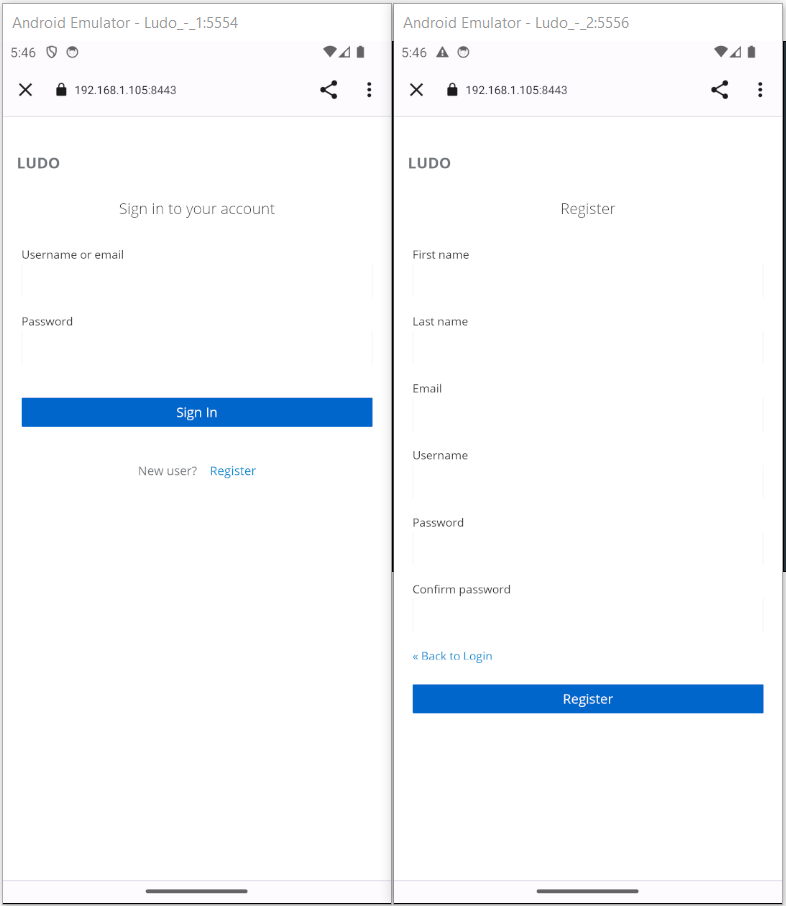 Android Emulator - Ludo_-_1:5554
5:46
192.168.1.105:8443
LUDO
Sign in to your account
Username or email
Password
Sign In
New user? Register
Android Emulator - Ludo_-_2:5556
5:46
192.168.1.105:8443
LUDO
Register
First name
Last name
Email
Username
Password
Confirm password
« Back to Login
Register